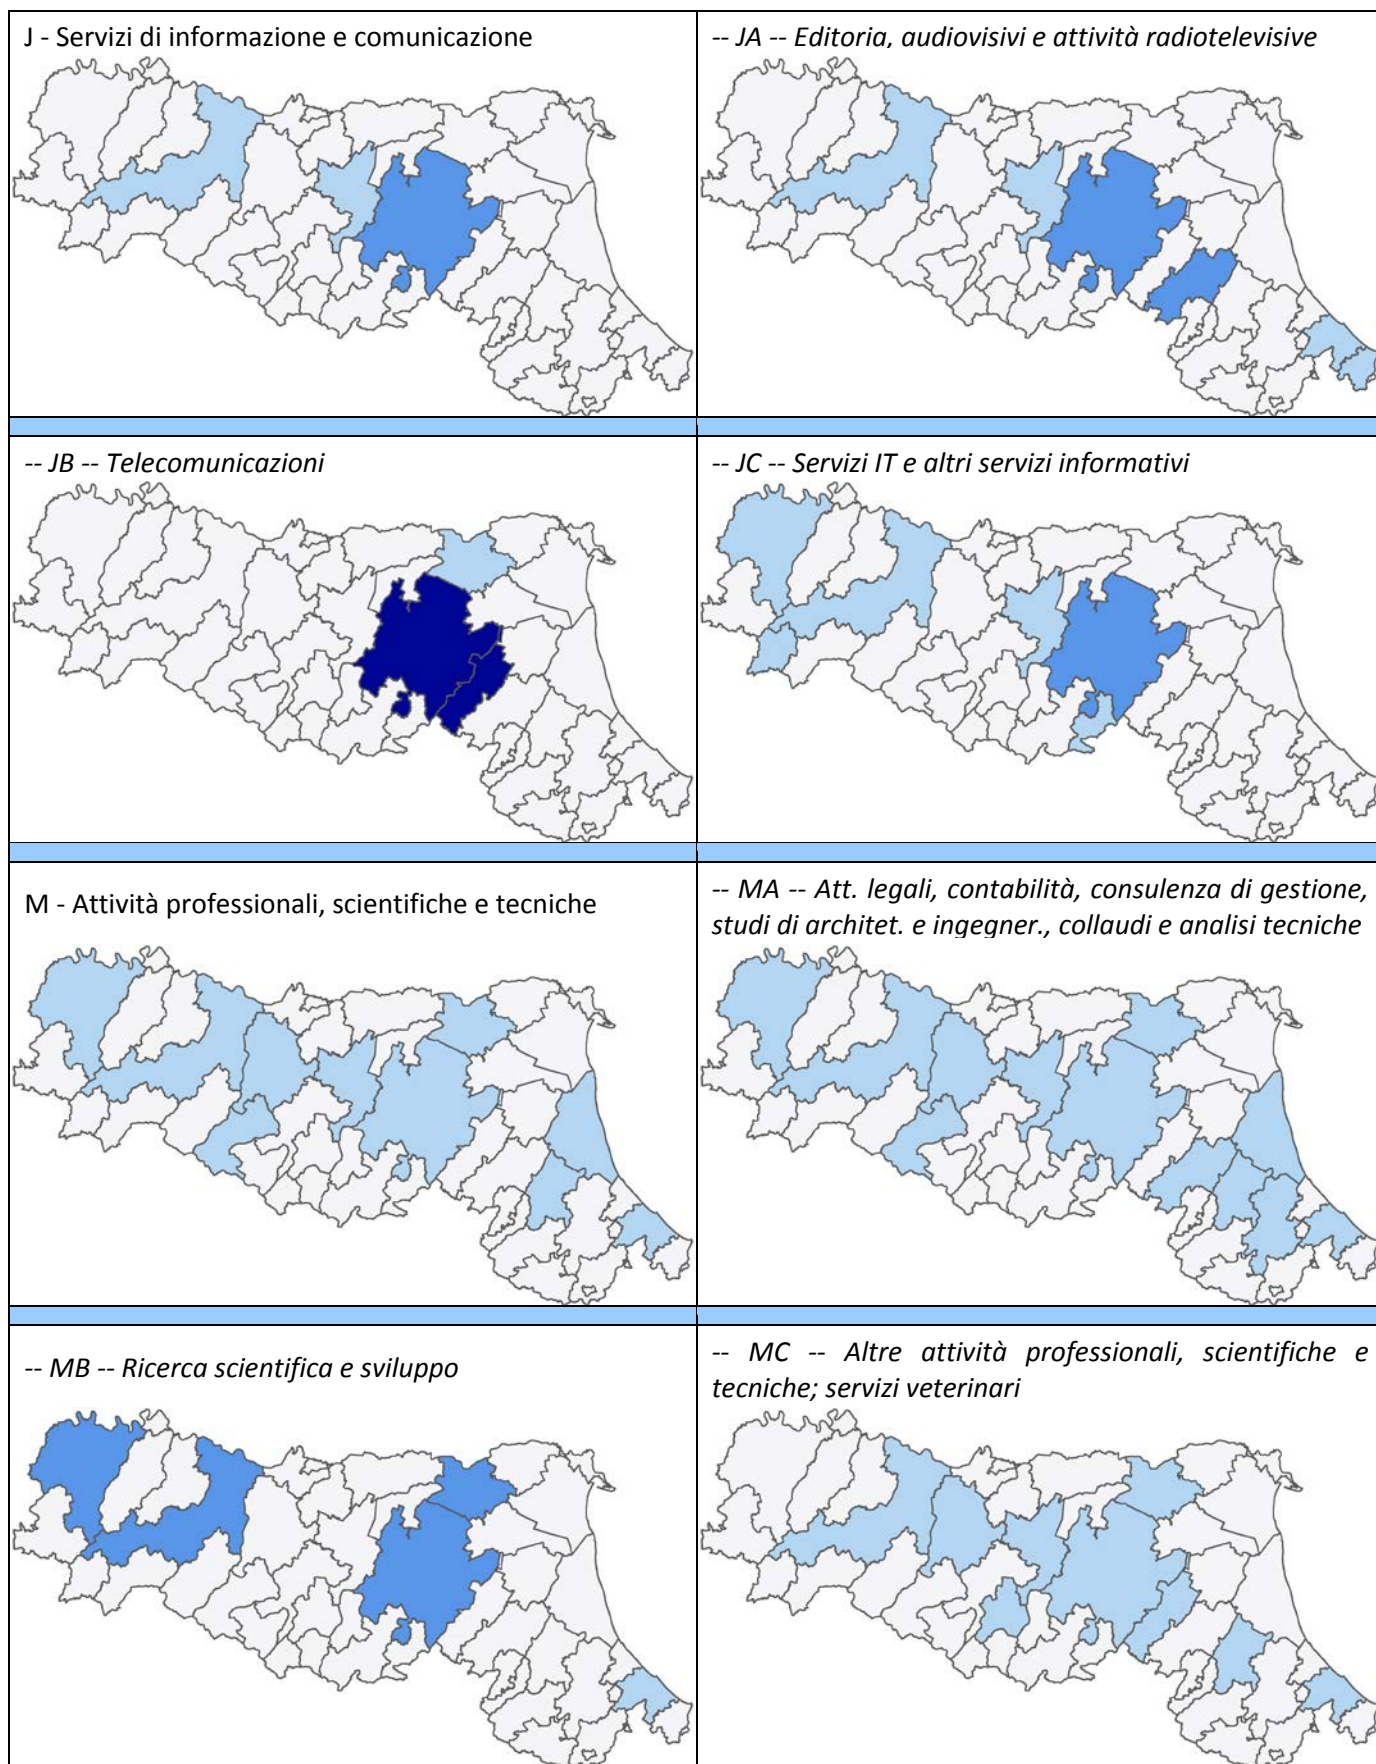 J - Servizi di informazione e comunicazione
-- JA -- Editoria, audiovisivi e attività radiotelevisive
-- JB -- Telecomunicazioni
-- JC -- Servizi IT e altri servizi informativi
M - Attività professionali, scientifiche e tecniche
-- MA -- Att. legali, contabilità, consulenza di gestione,
studi di architet. e ingegner., collaudi e analisi tecniche
-- MB -- Ricerca scientifica e sviluppo
-- MC -- Altre attività professionali, scientifiche e
tecniche; servizi veterinari